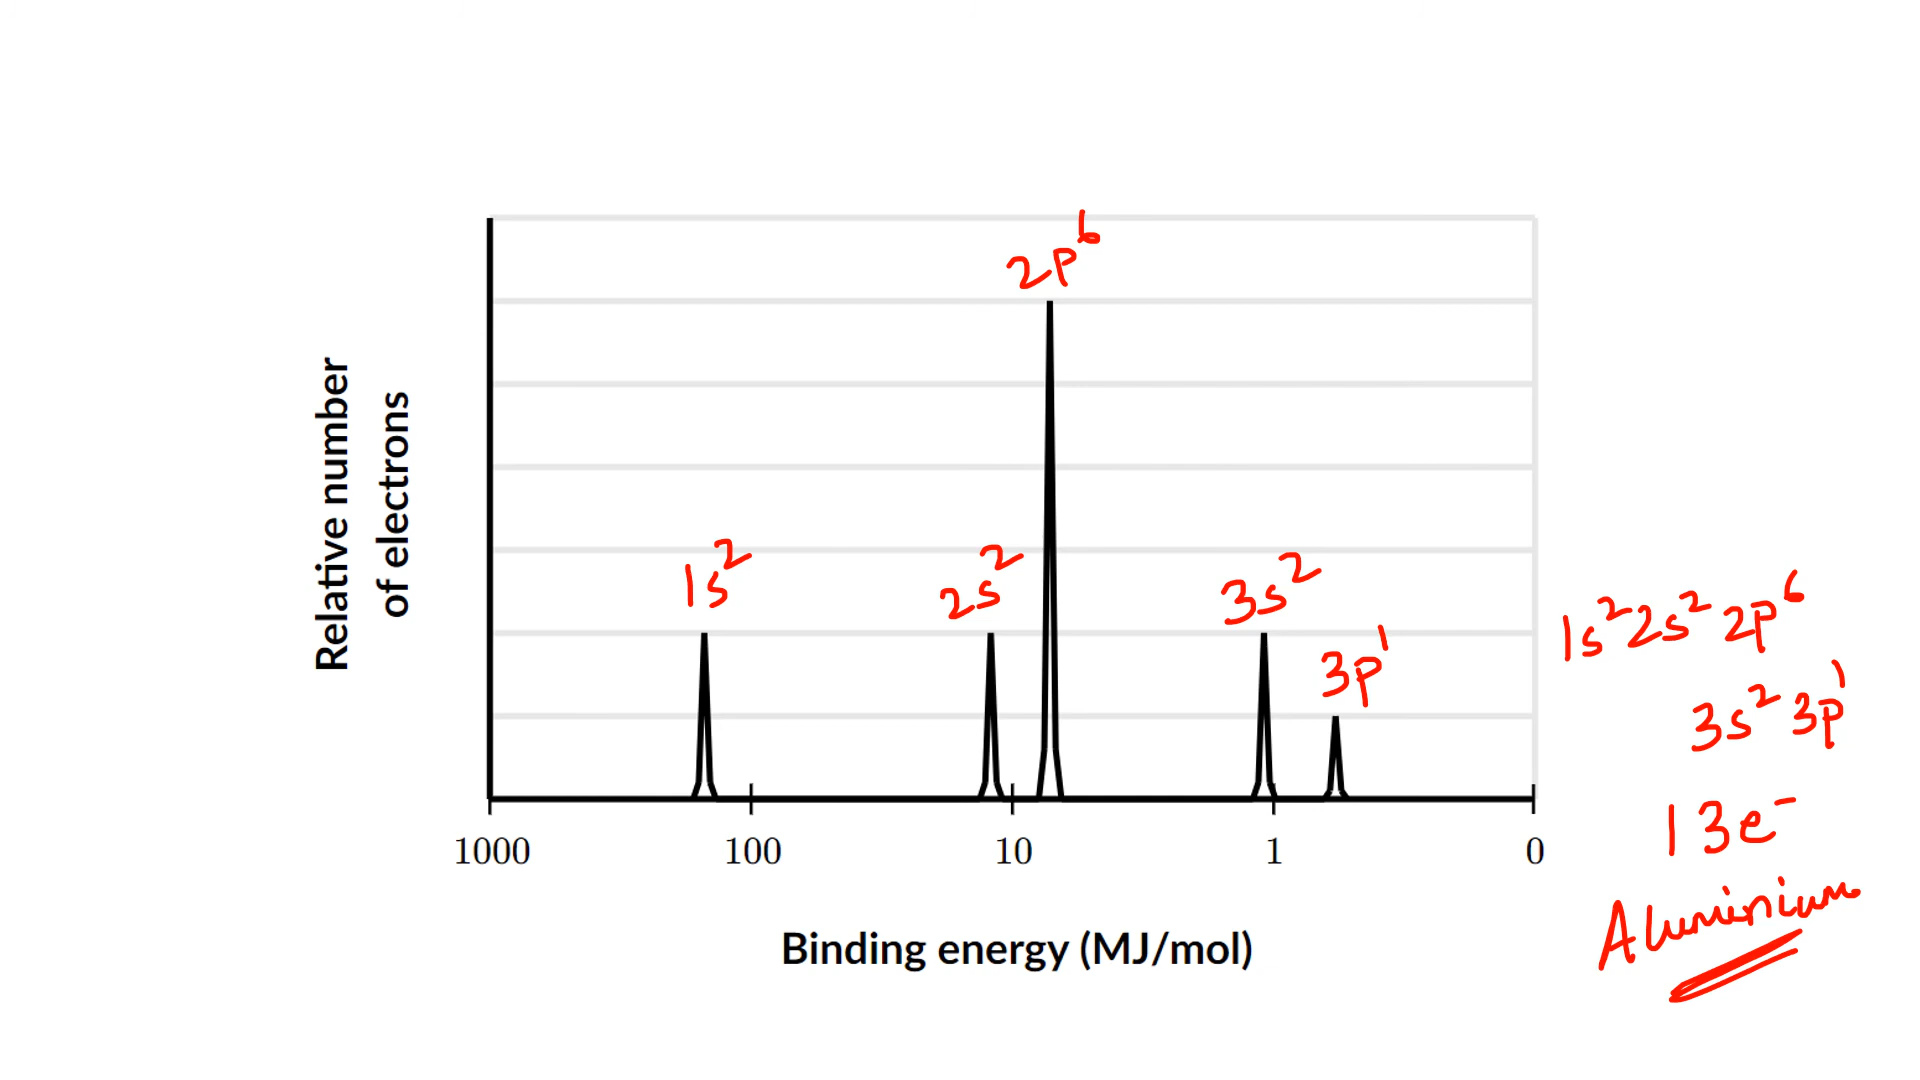 2p⁶
Relative number
of electrons
1s²
2s²
3s²
3p¹
1s² 2s² 2p⁶
3s² 3p¹
13e⁻
Aluminium
1000 100 10 1 0
Binding energy (MJ/mol)